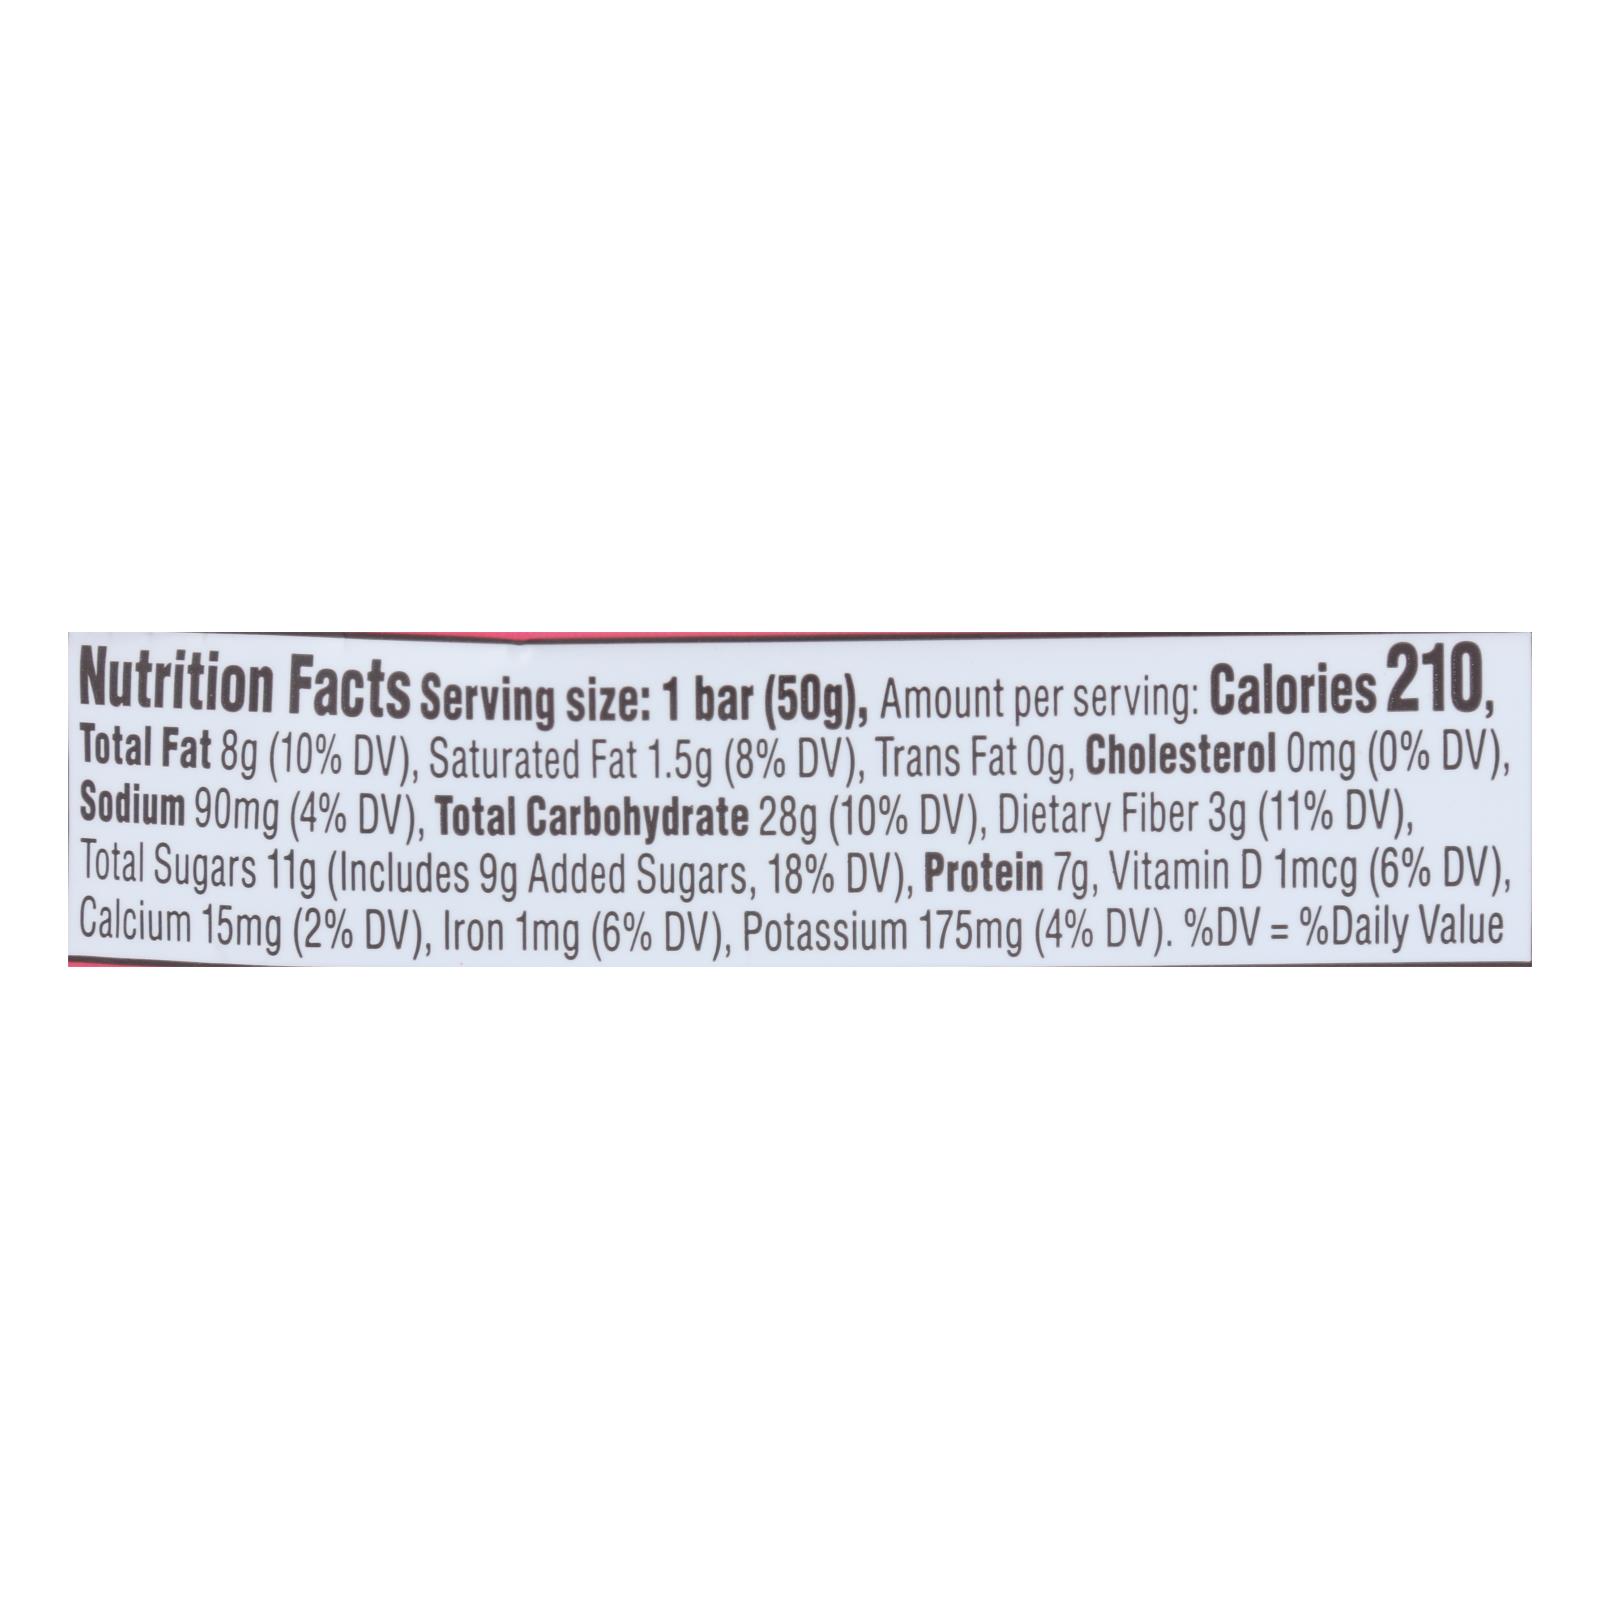 Nutrition Facts Serving size: 1 bar (50g), Amount per serving: Calories 210,
Total Fat 8g (10% DV), Saturated Fat 1.5g (8% DV), Trans Fat 0g, Cholesterol 0mg (0% DV),
Sodium 90mg (4% DV), Total Carbohydrate 28g (10% DV), Dietary Fiber 3g (11% DV),
Total Sugars 11g (Includes 9g Added Sugars, 18% DV), Protein 7g, Vitamin D 1mcg (6% DV),
Calcium 15mg (2% DV), Iron 1mg (6% DV), Potassium 175mg (4% DV). %DV = %Daily Value